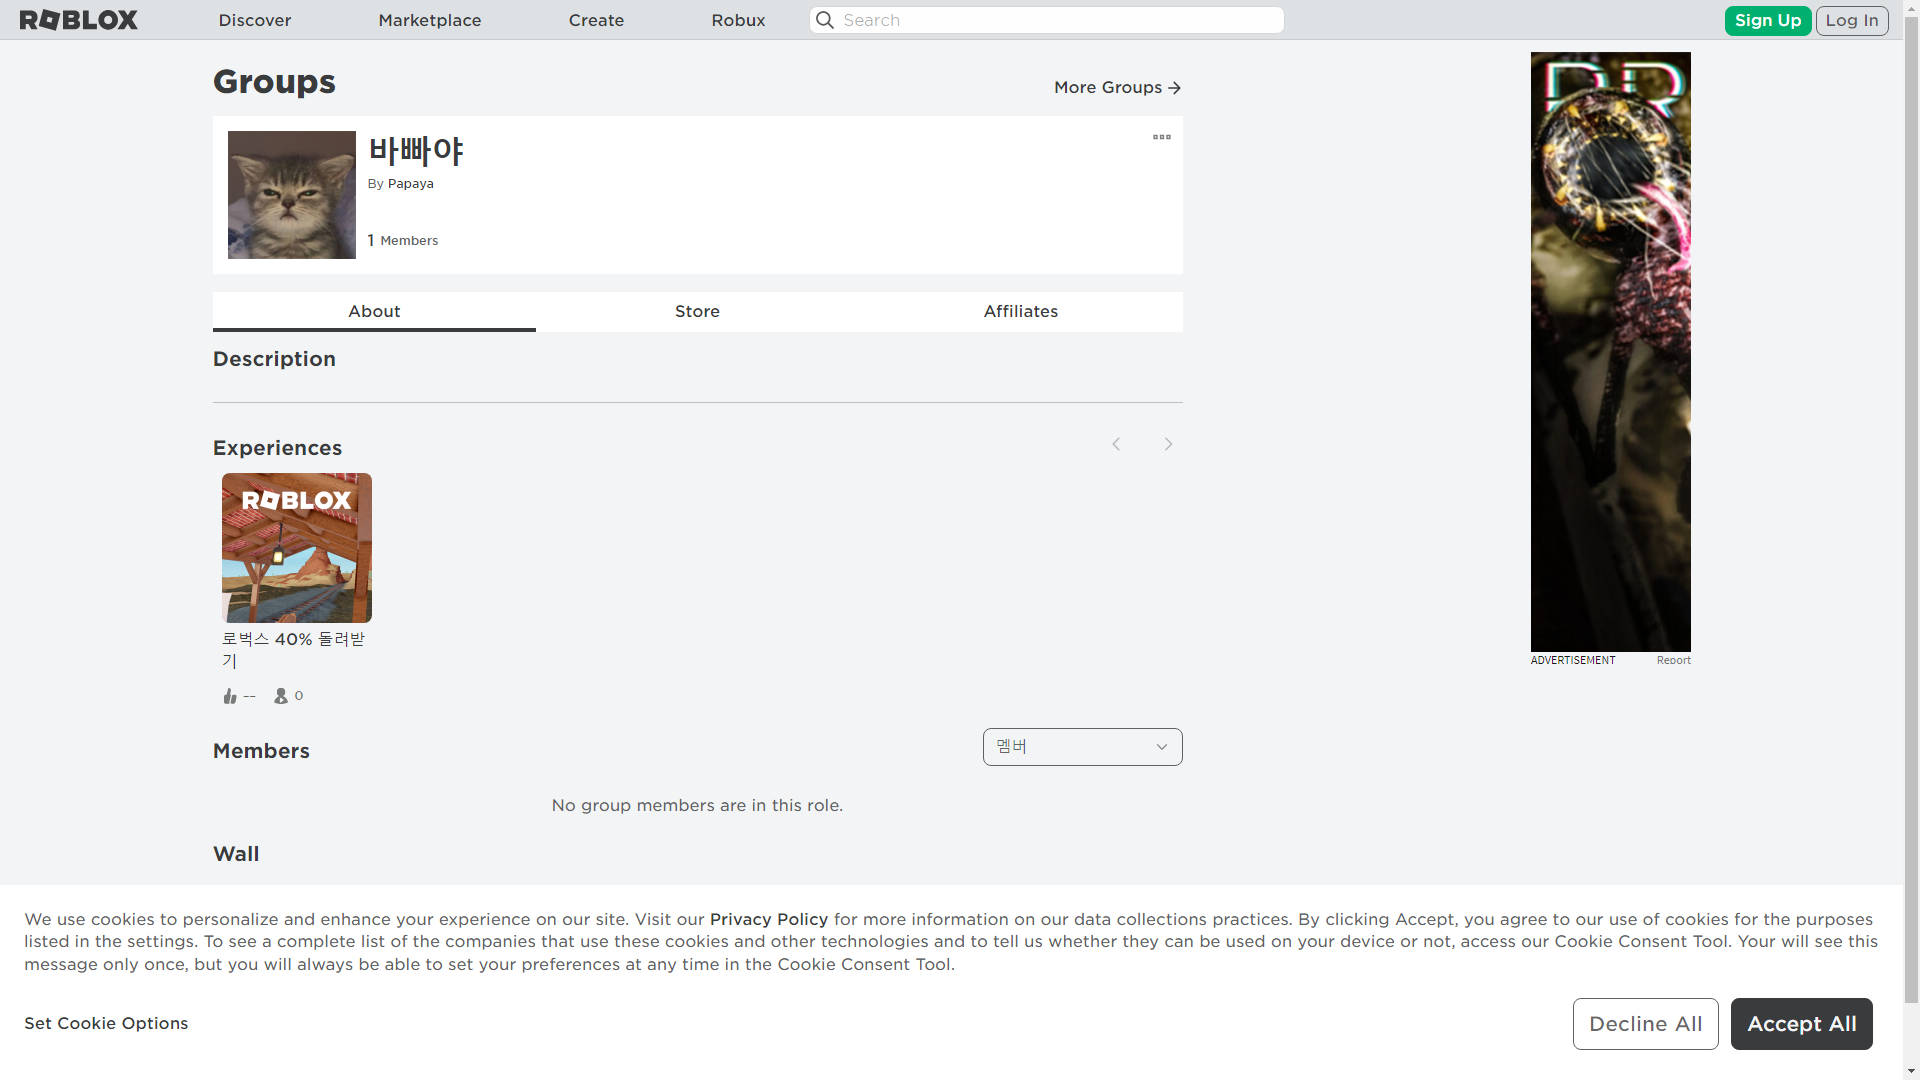 ROBLOX
Discover
Marketplace
Create
Robux
Search
Sign Up
Log In
Groups
More Groups
바빠야
By Papaya
1 Members
About
Store
Affiliates
Description
Experiences
ROBLOX
로벅스 40% 돌려받
기
--
0
Members
멤버
No group members are in this role.
Wall
ADVERTISEMENT
Report
We use cookies to personalize and enhance your experience on our site. Visit our Privacy Policy for more information on our data collections practices. By clicking Accept, you agree to our use of cookies for the purposes
listed in the settings. To see a complete list of the companies that use these cookies and other technologies and to tell us whether they can be used on your device or not, access our Cookie Consent Tool. Your will see this
message only once, but you will always be able to set your preferences at any time in the Cookie Consent Tool.
Set Cookie Options
Decline All
Accept All